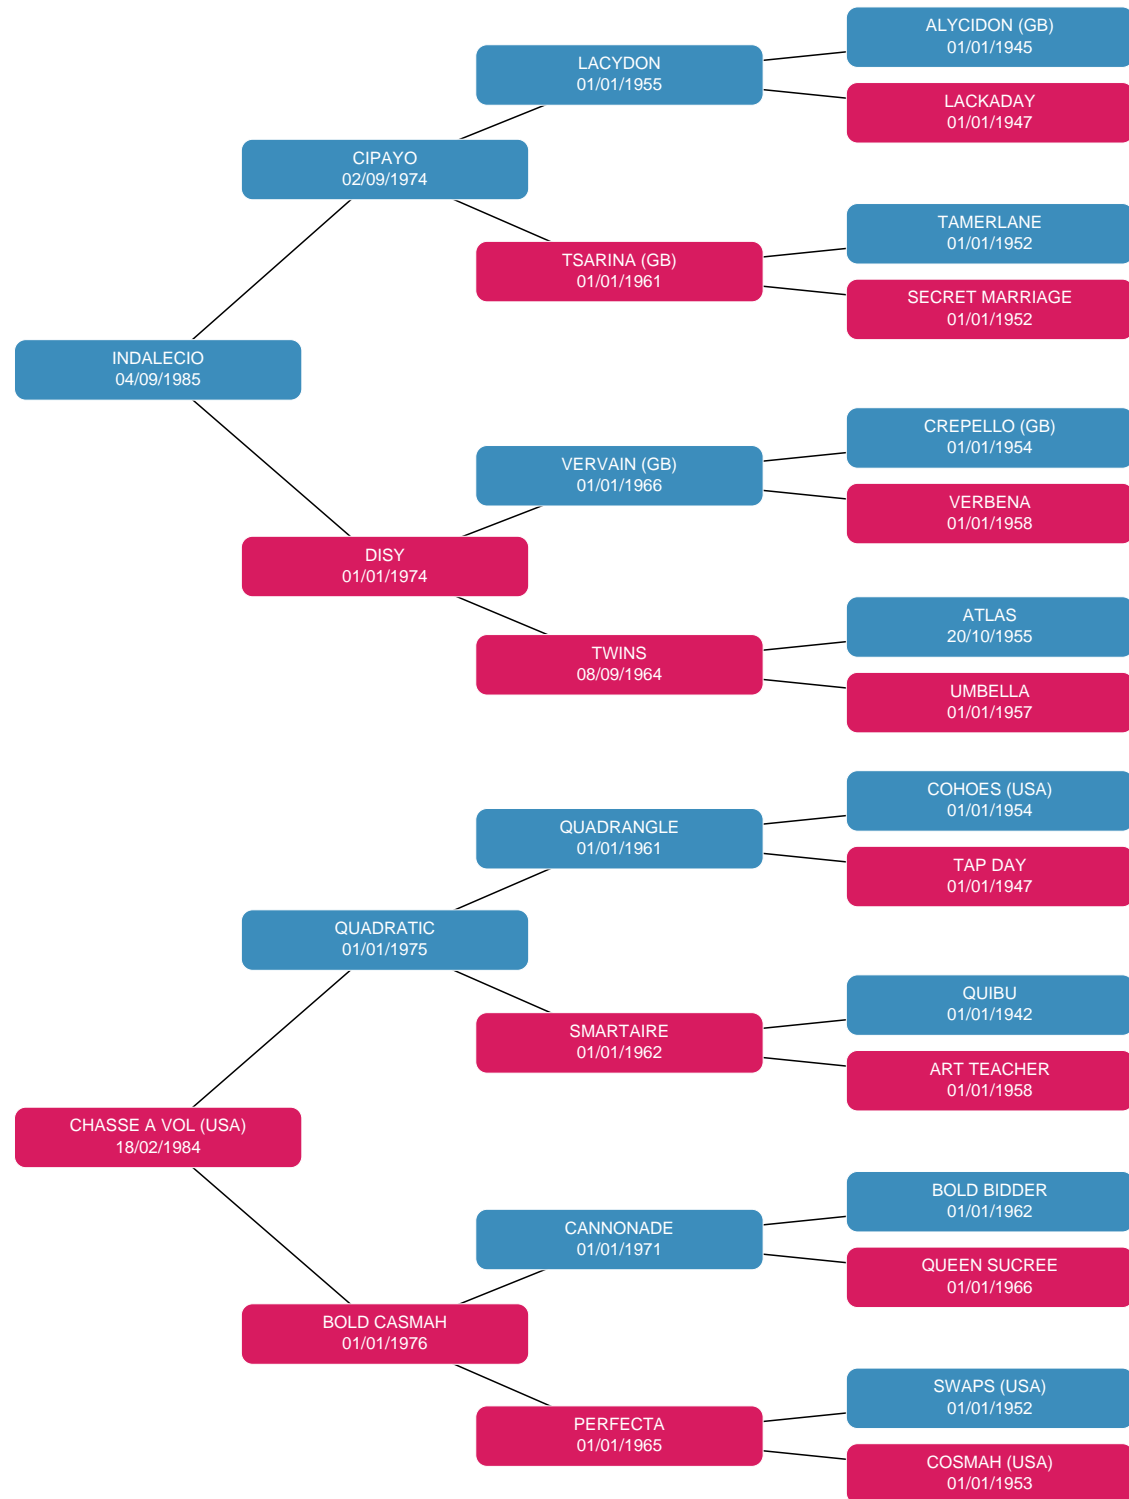 ALYCIDON (GB)
01/01/1945
LACYDON
01/01/1955
LACKADAY
01/01/1947
CIPAYO
02/09/1974
TAMERLANE
01/01/1952
TSARINA (GB)
01/01/1961
SECRET MARRIAGE
01/01/1952
INDALECIO
04/09/1985
CREPELLO (GB)
01/01/1954
VERVAIN (GB)
01/01/1966
VERBENA
01/01/1958
DISY
01/01/1974
ATLAS
20/10/1955
TWINS
08/09/1964
UMBELLA
01/01/1957
COHOES (USA)
01/01/1954
QUADRANGLE
01/01/1961
TAP DAY
01/01/1947
QUADRATIC
01/01/1975
QUIBU
01/01/1942
SMARTAIRE
01/01/1962
ART TEACHER
01/01/1958
CHASSE A VOL (USA)
18/02/1984
BOLD BIDDER
01/01/1962
CANNONADE
01/01/1971
QUEEN SUCREE
01/01/1966
BOLD CASMAH
01/01/1976
SWAPS (USA)
01/01/1952
PERFECTA
01/01/1965
COSMAH (USA)
01/01/1953